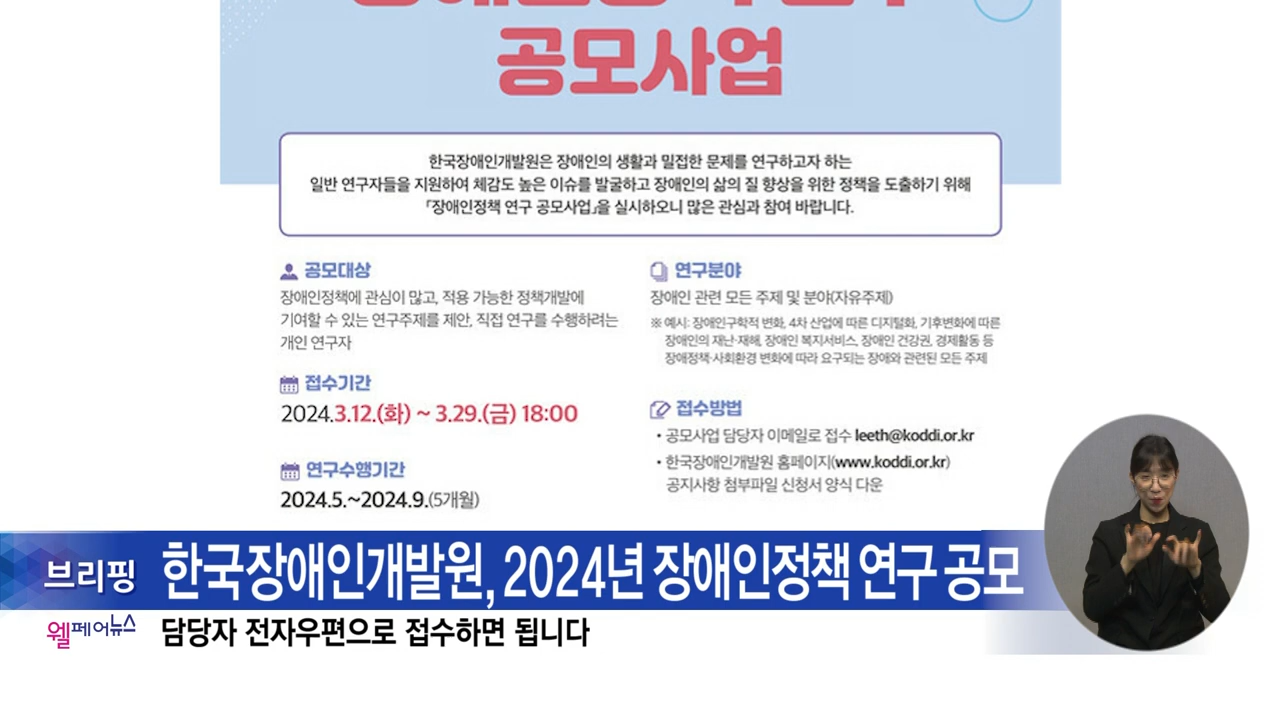 공모사업
한국장애인개발원은 장애인의 생활과 밀접한 문제를 연구하고자 하는
일반 연구자들을 지원하여 체감도 높은 이슈를 발굴하고 장애인의 삶의 질 향상을 위한 정책을 도출하기 위해
「장애인정책 연구 공모사업」을 실시하오니 많은 관심과 참여 바랍니다.
공모대상
장애인정책에 관심이 많고, 적용 가능한 정책개발에
기여할 수 있는 연구주제를 제안, 직접 연구를 수행하려는
개인 연구자
접수기간
2024.3.12.(화) ~ 3.29.(금) 18:00
연구수행기간
2024.5.~2024.9.(5개월)
연구분야
장애인 관련 모든 주제 및 분야(자유주제)
※ 예시: 장애인구학적 변화, 4차 산업에 따른 디지털화, 기후변화에 따른
장애인의 재난·재해, 장애인 복지서비스, 장애인 건강권, 경제활동 등
장애정책·사회환경 변화에 따라 요구되는 장애와 관련된 모든 주제
접수방법
• 공모사업 담당자 이메일로 접수 leeth@koddi.or.kr
• 한국장애인개발원 홈페이지(www.koddi.or.kr)
공지사항 첨부파일 신청서 양식 다운
브리핑 한국장애인개발원, 2024년 장애인정책 연구 공모
웰페어뉴스 담당자 전자우편으로 접수하면 됩니다